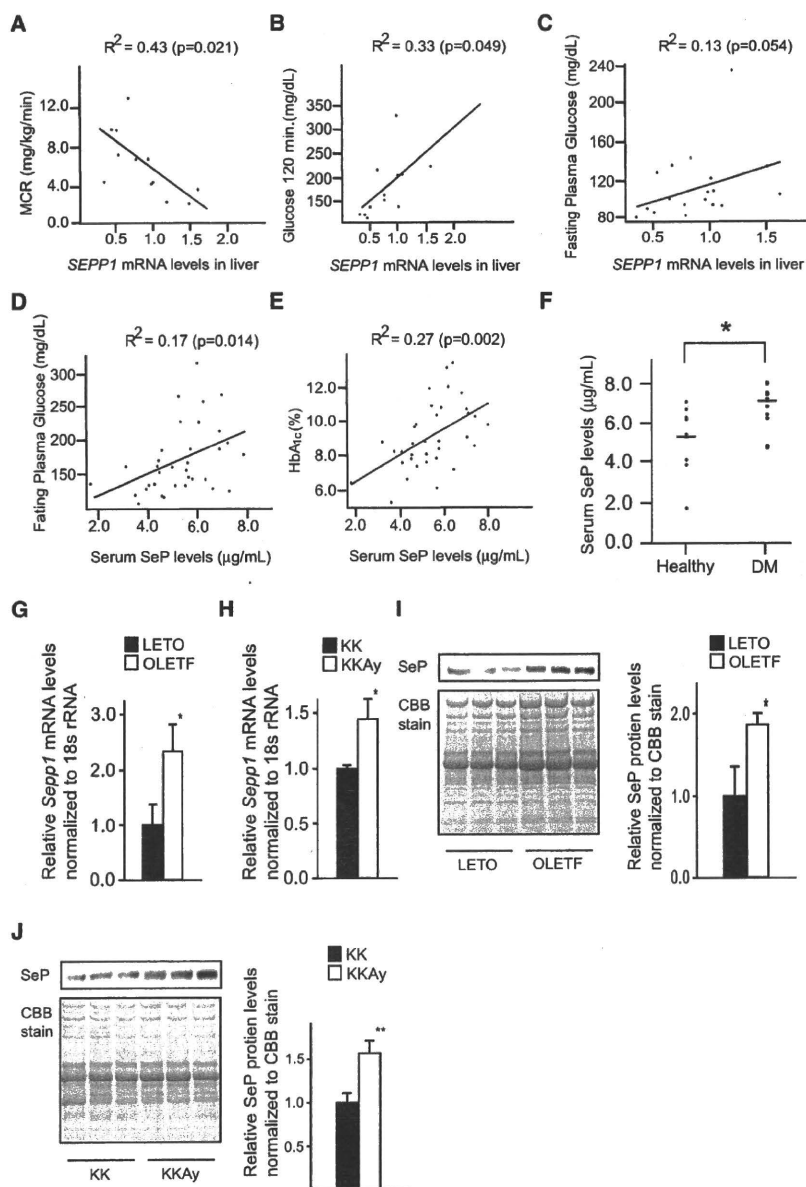 A
R2 = 0.43 (p=0.021)
MCR (mg/kg/min)
12.0
8.0
4.0
0.0
0.5 1.0 1.5 2.0
SEPP1 mRNA levels in liver
B
R2 = 0.33 (p=0.049)
Glucose 120 min.(mg/dL)
350
300
250
200
150
0.5 1.0 1.5 2.0
SEPP1 mRNA levels in liver
C
R2 = 0.13 (p=0.054)
Fasting Plasma Glucose (mg/dL)
240
200
160
120
80
0.5 1.0 1.5
SEPP1 mRNA levels in liver
D
R2 = 0.17 (p=0.014)
Fating Plasma Glucose (mg/dL)
300
250
200
150
2.0 4.0 6.0 8.0
Serum SeP levels (μg/mL)
E
R2 = 0.27 (p=0.002)
HbA1c(%)
12.0
10.0
8.0
6.0
2.0 4.0 6.0 8.0
Serum SeP levels (μg/mL)
F
*
Serum SeP levels (μg/mL)
8.0
6.0
4.0
2.0
0.0
Healthy DM
G
LETO
OLETF
Relative Sepp1 mRNA levels
normalized to 18s rRNA
3.0
2.0
1.0
0.0
*
H
KK
KKAy
Relative Sepp1 mRNA levels
normalized to 18s rRNA
1.5
1.0
0.5
0.0
*
I
SeP
CBB
stain
LETO OLETF
LETO
OLETF
Relative SeP protien levels
normalized to CBB stain
2.0
1.0
0.0
*
J
SeP
CBB
stain
KK KKAy
KK
KKAy
Relative SeP protien levels
normalized to CBB stain
1.5
1.0
0.5
**